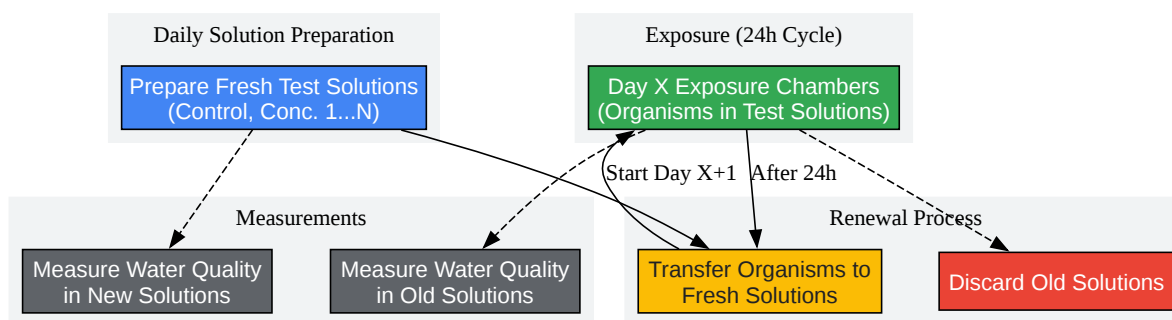 Daily Solution Preparation
Exposure (24h Cycle)
Prepare Fresh Test Solutions
(Control, Conc. 1...N)
Day X Exposure Chambers
(Organisms in Test Solutions)
Start Day X+1
After 24h
Measurements
Renewal Process
Measure Water Quality
in New Solutions
Measure Water Quality
in Old Solutions
Transfer Organisms to
Fresh Solutions
Discard Old Solutions